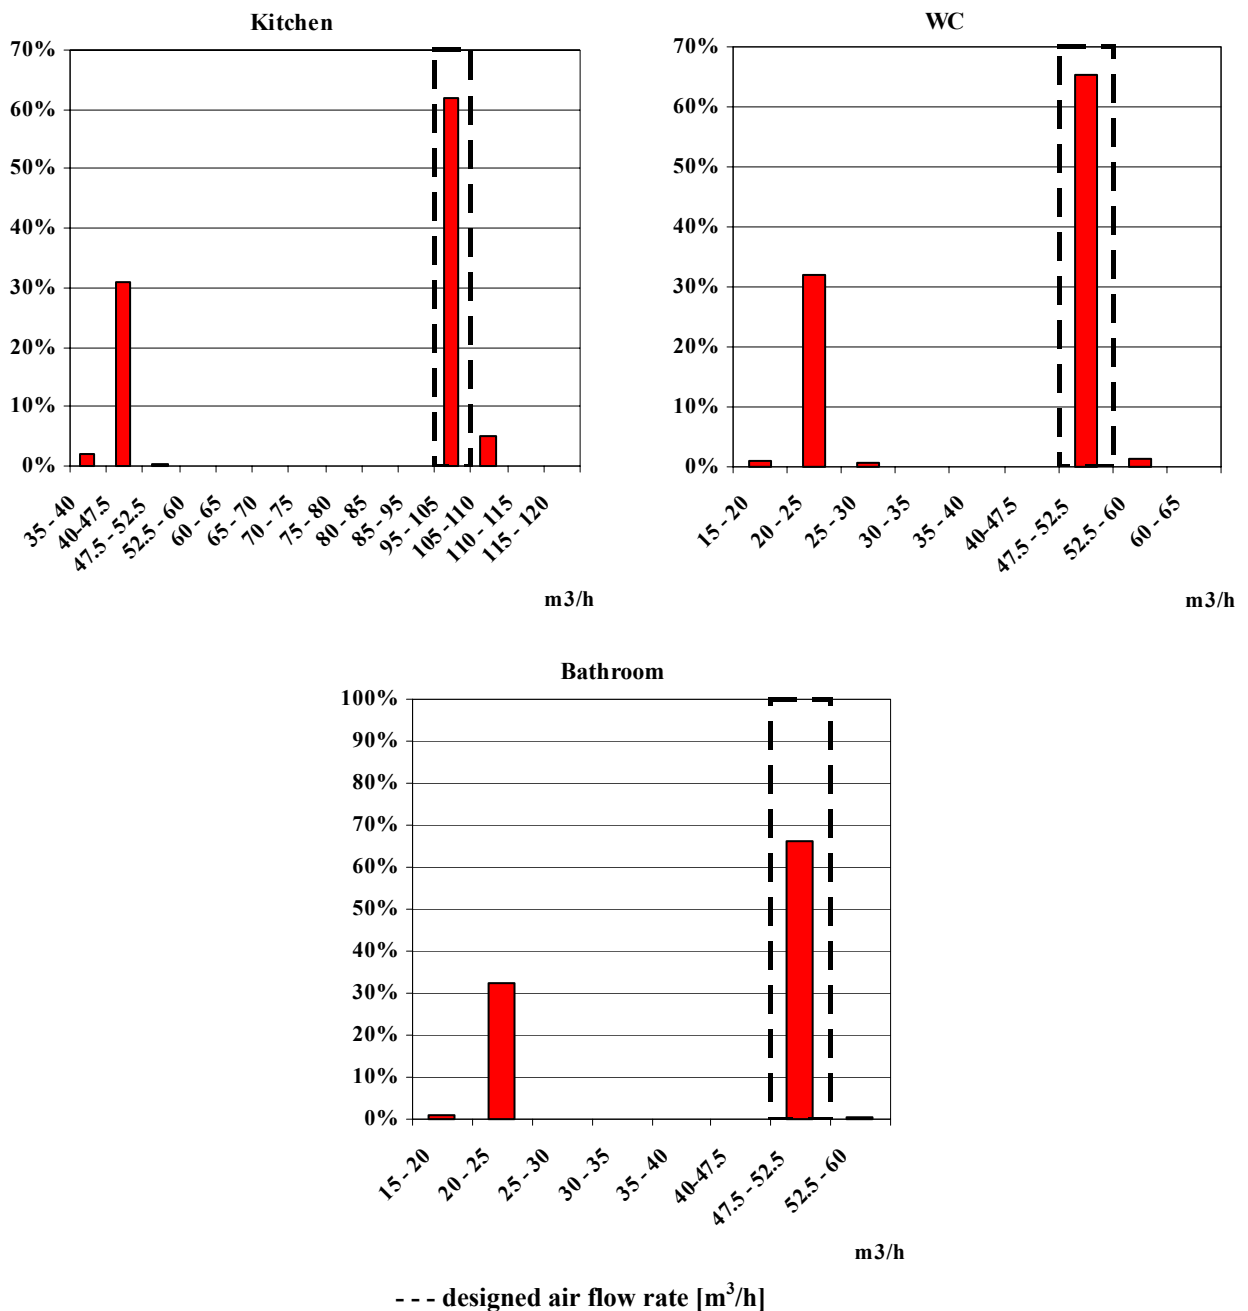 Kitchen
70%
60%
50%
40%
30%
20%
10%
0%
35 - 40
40-47.5
47.5 - 52.5
52.5 - 60
60 - 65
65 - 70
70 - 75
75 - 80
80 - 85
85 - 95
95 - 105
105 - 110
110 - 115
115 - 120
m3/h
WC
70%
60%
50%
40%
30%
20%
10%
0%
15 - 20
20 - 25
25 - 30
30 - 35
35 - 40
40-47.5
47.5 - 52.5
52.5 - 60
60 - 65
m3/h
Bathroom
100%
90%
80%
70%
60%
50%
40%
30%
20%
10%
0%
15 - 20
20 - 25
25 - 30
30 - 35
35 - 40
40-47.5
47.5 - 52.5
52.5 - 60
m3/h
- - - designed air flow rate [m³/h]